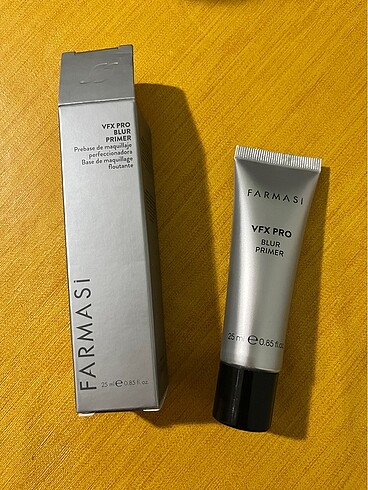 VFX PRO
BLUR
PRIMER
Prebase de maquillaje
perfeccionadora
Base de maquillage
floutante
FARMASi
25 ml ℮ 0.85 fl oz.
FARMASi
VFX PRO
BLUR
PRIMER
25 ml ℮ 0.85 fl.oz.